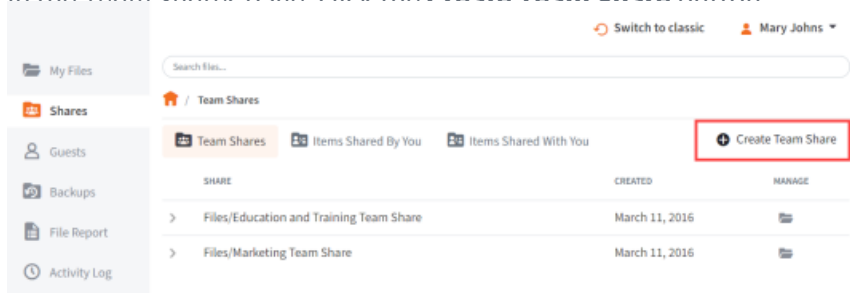 Switch to classic
Mary Johns
My Files
Search files...
/ Team Shares
Shares
Team Shares
Items Shared By You
Items Shared With You
Create Team Share
Guests
SHARE
CREATED
MANAGE
Backups
Files/Education and Training Team Share
March 11, 2016
File Report
Files/Marketing Team Share
March 11, 2016
Activity Log